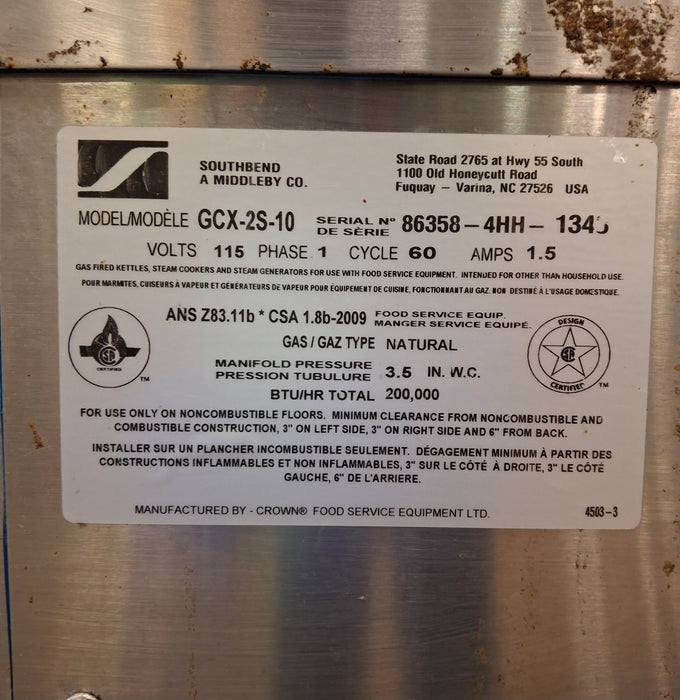 SOUTHBEND
A MIDDLEBY CO.
State Road 2765 at Hwy 55 South
1100 Old Honeycutt Road
Fuquay – Varina, NC 27526 USA
MODEL/MODÈLE GCX-2S-10 SERIAL Nº DE SÈRIE 86358 – 4HH –
VOLTS 115 PHASE 1 CYCLE 60 AMPS 1.5
GAS FIRED KETTLES, STEAM COOKERS AND STEAM GENERATORS FOR USE WITH FOOD SERVICE EQUIPMENT. INTENDED FOR OTHER THAN HOUSEHOLD USE.
POUR MARMITES, CUISEURS À VAPEUR ET GÉNÉRATEURS DE VAPEUR POUR ÉQUIPEMENT DE CUISINE, FONCTIONNANT AU GAZ. NON DESTINÉ À L'USAGE DOMESTIQUE.
CERTIFIED
TM
ANS Z83.11b * CSA 1.8b-2009 FOOD SERVICE EQUIP. MANGER SERVICE EQUIPÉ.
GAS / GAZ TYPE NATURAL
MANIFOLD PRESSURE
PRESSION TUBULURE 3.5 IN. W.C.
BTU/HR TOTAL 200,000
DESIGN
CERTIFIED
TM
FOR USE ONLY ON NONCOMBUSTIBLE FLOORS. MINIMUM CLEARANCE FROM NONCOMBUSTIBLE AND
COMBUSTIBLE CONSTRUCTION, 3" ON LEFT SIDE, 3" ON RIGHT SIDE AND 6" FROM BACK.
INSTALLER SUR UN PLANCHER INCOMBUSTIBLE SEULEMENT. DÉGAGEMENT MINIMUM À PARTIR DES
CONSTRUCTIONS INFLAMMABLES ET NON INFLAMMABLES, 3" SUR LE CÔTÉ À DROITE, 3" LE CÔTÉ
GAUCHE, 6" DE L'ARRIERE.
MANUFACTURED BY - CROWN® FOOD SERVICE EQUIPMENT LTD.
4503–3